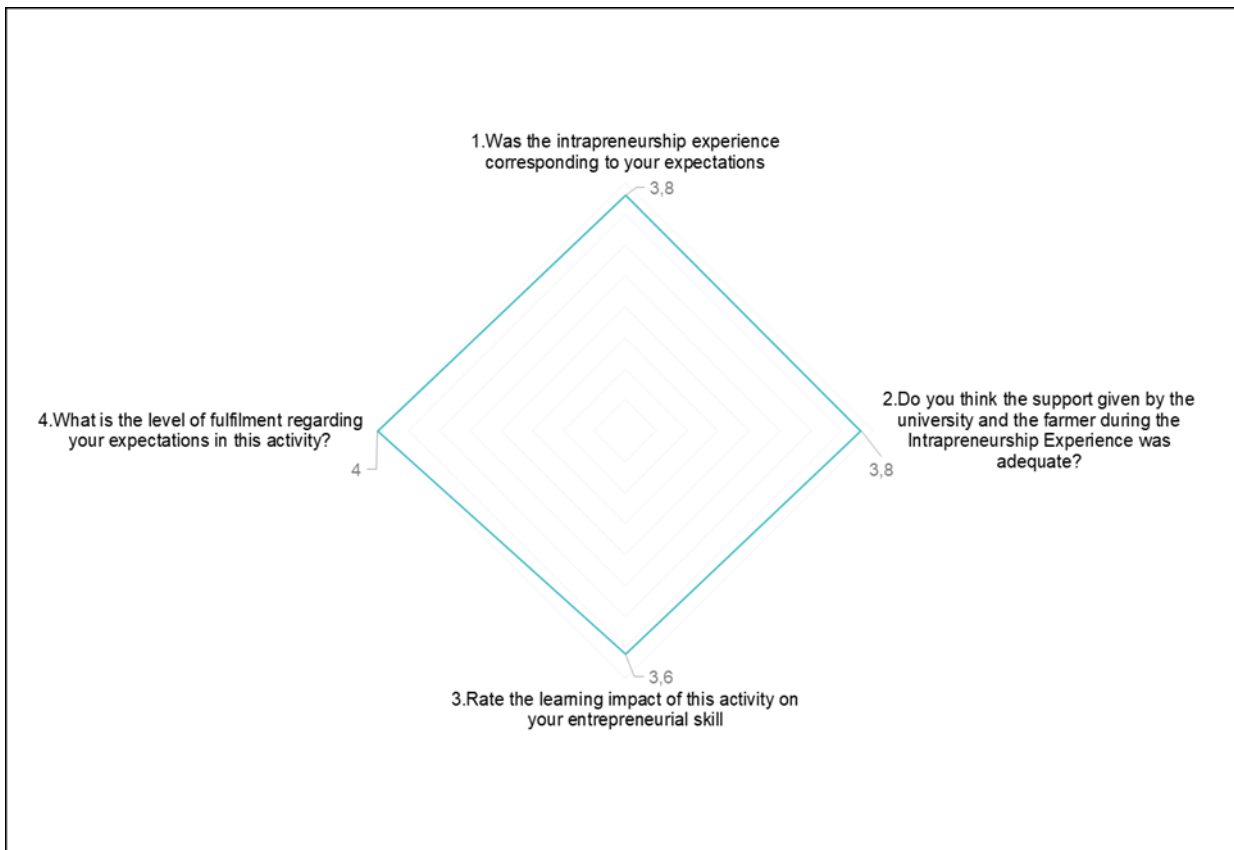 1.Was the intrapreneurship experience
corresponding to your expectations
3,8
2.Do you think the support given by the
university and the farmer during the
Intrapreneurship Experience was
adequate?
3,8
4.What is the level of fulfilment regarding
your expectations in this activity?
4
3,6
3.Rate the learning impact of this activity on
your entrepreneurial skill